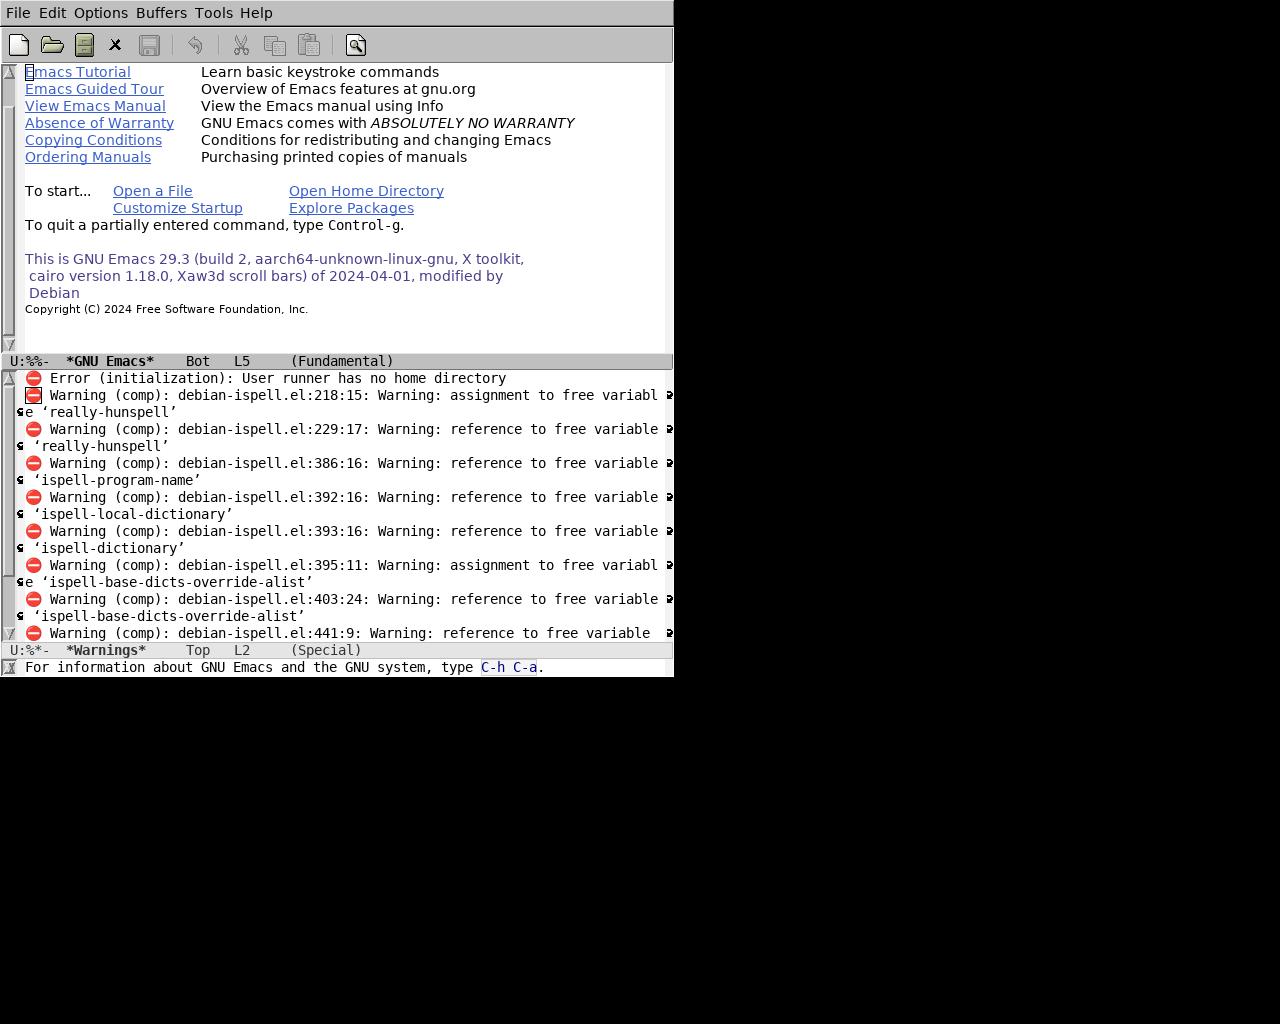 File Edit Options Buffers Tools Help
Emacs Tutorial Learn basic keystroke commands
Emacs Guided Tour Overview of Emacs features at gnu.org
View Emacs Manual View the Emacs manual using Info
Absence of Warranty GNU Emacs comes with ABSOLUTELY NO WARRANTY
Copying Conditions Conditions for redistributing and changing Emacs
Ordering Manuals Purchasing printed copies of manuals
To start... Open a File Open Home Directory
Customize Startup Explore Packages
To quit a partially entered command, type Control-g.
This is GNU Emacs 29.3 (build 2, aarch64-unknown-linux-gnu, X toolkit,
cairo version 1.18.0, Xaw3d scroll bars) of 2024-04-01, modified by
Debian
Copyright (C) 2024 Free Software Foundation, Inc.
U:%%-  *GNU Emacs*    Bot   L5     (Fundamental)
Error (initialization): User runner has no home directory
Warning (comp): debian-ispell.el:218:15: Warning: assignment to free variabl
e ‘really-hunspell’
Warning (comp): debian-ispell.el:229:17: Warning: reference to free variable
‘really-hunspell’
Warning (comp): debian-ispell.el:386:16: Warning: reference to free variable
‘ispell-program-name’
Warning (comp): debian-ispell.el:392:16: Warning: reference to free variable
‘ispell-local-dictionary’
Warning (comp): debian-ispell.el:393:16: Warning: reference to free variable
‘ispell-dictionary’
Warning (comp): debian-ispell.el:395:11: Warning: assignment to free variabl
e ‘ispell-base-dicts-override-alist’
Warning (comp): debian-ispell.el:403:24: Warning: reference to free variable
‘ispell-base-dicts-override-alist’
Warning (comp): debian-ispell.el:441:9: Warning: reference to free variable
U:%*-  *Warnings*     Top   L2     (Special)
For information about GNU Emacs and the GNU system, type C-h C-a.